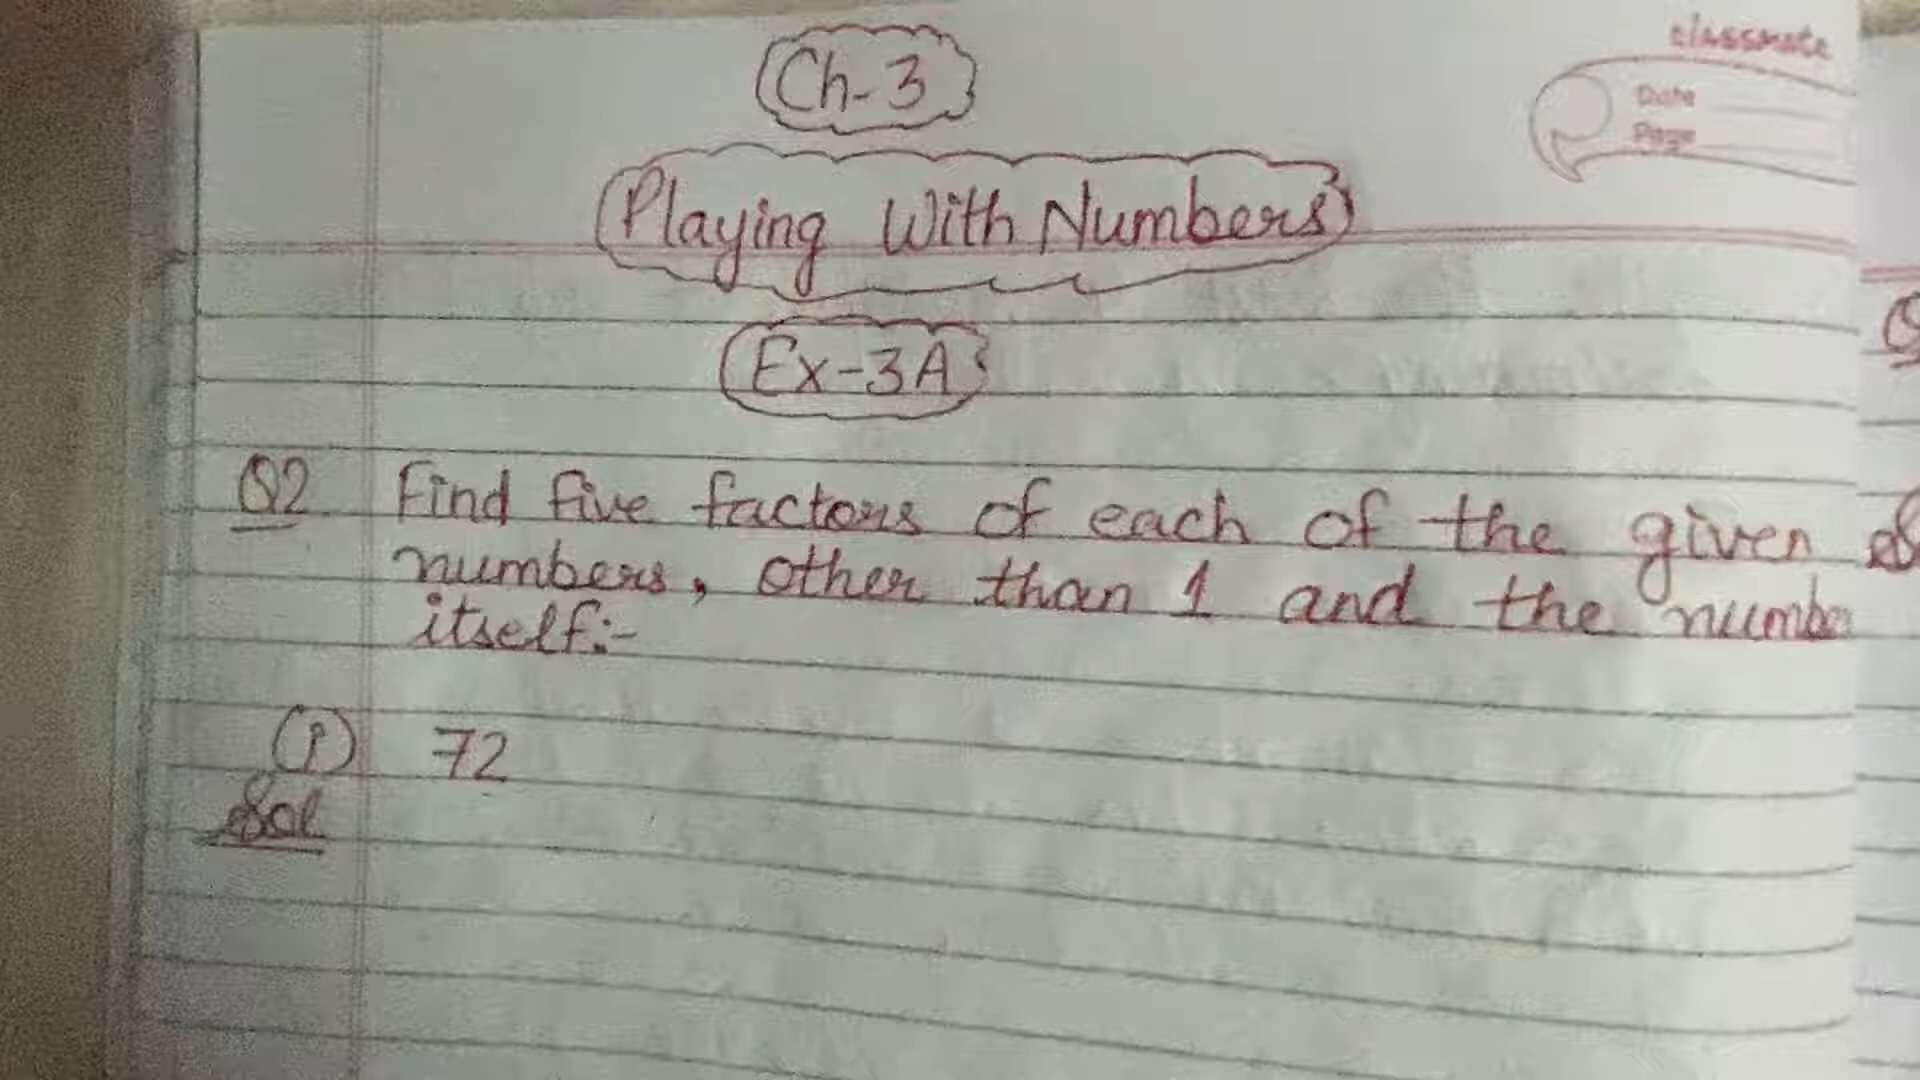 classmate
Date
Page
Ch-3
Playing With Numbers
Ex-3A
Q2 Find five factors of each of the given
numbers, other than 1 and the number
itself:-
(i) 72
Sol